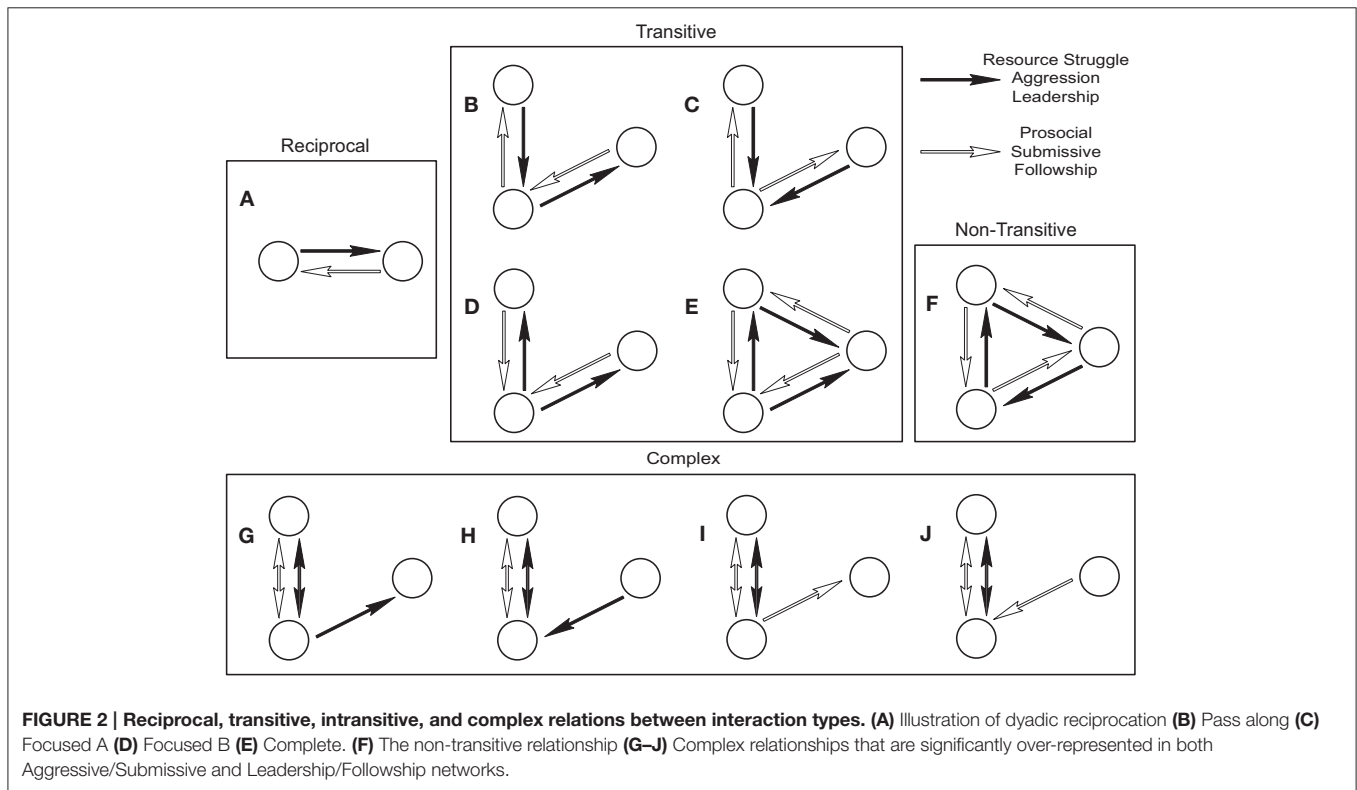 Transitive
Resource Struggle
Aggression
Leadership
B
C
Prosocial
Submissive
Followship
Reciprocal
A
Non-Transitive
D
E
F
Complex
G
H
I
J
FIGURE 2 | Reciprocal, transitive, intransitive, and complex relations between interaction types. (A) Illustration of dyadic reciprocation (B) Pass along (C)
Focused A (D) Focused B (E) Complete. (F) The non-transitive relationship (G–J) Complex relationships that are significantly over-represented in both
Aggressive/Submissive and Leadership/Followship networks.